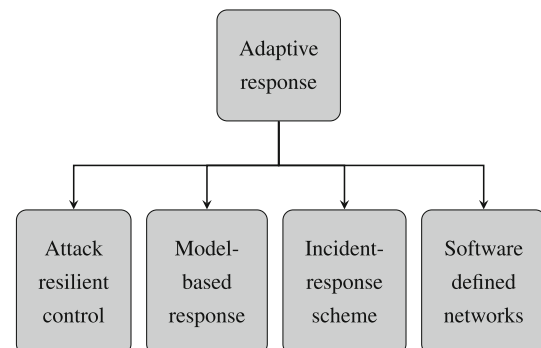 Adaptive
response
Attack
resilient
control
Model-
based
response
Incident-
response
scheme
Software
defined
networks